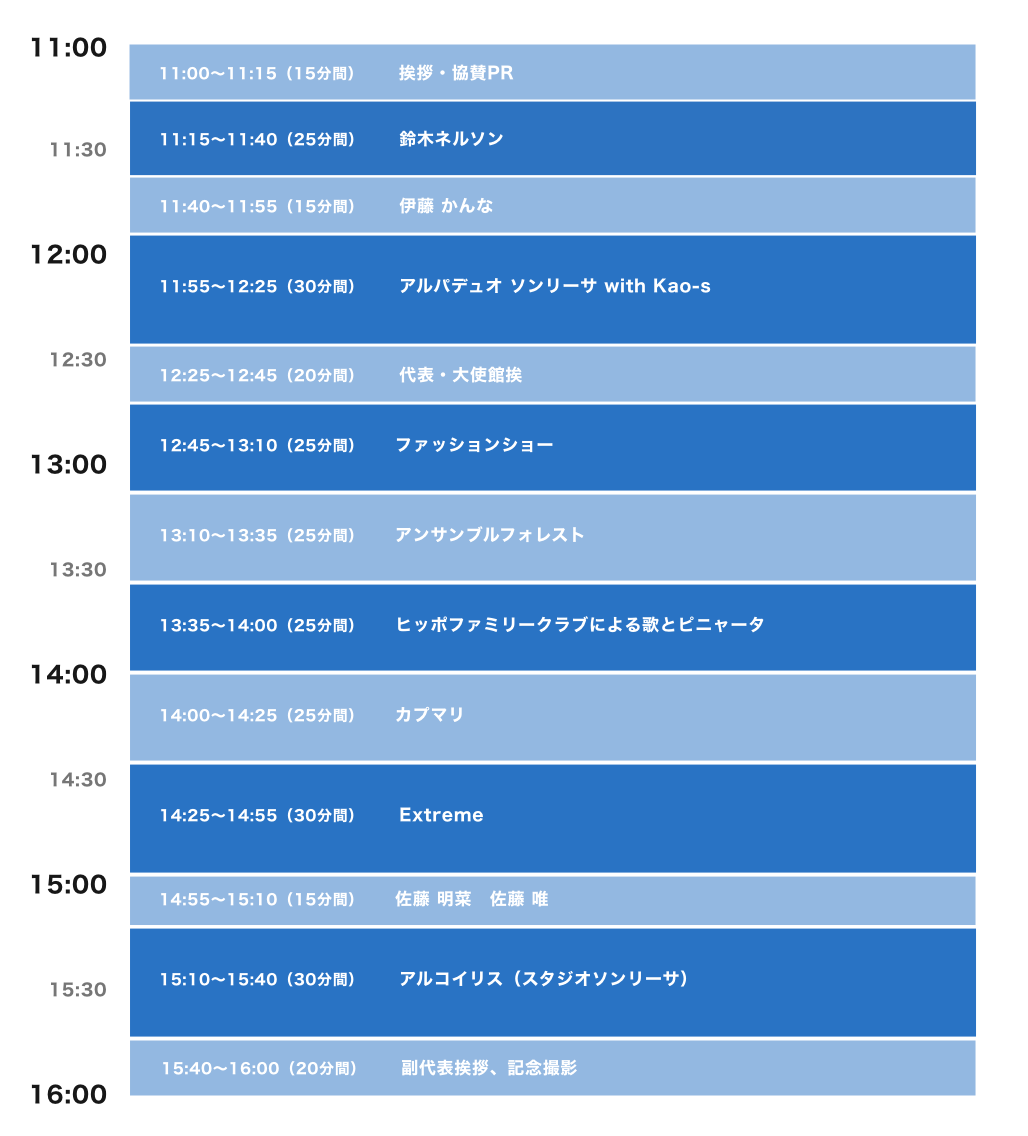 11:00
11:00〜11:15（15分間） 挨拶・協賛PR
11:15〜11:40（25分間） 鈴木ネルソン
11:30
11:40〜11:55（15分間） 伊藤 かんな
12:00
11:55〜12:25（30分間） アルパデュオ ソンリーサ with Kao-s
12:30
12:25〜12:45（20分間） 代表・大使館挨
12:45〜13:10（25分間） ファッションショー
13:00
13:10〜13:35（25分間） アンサンブルフォレスト
13:30
13:35〜14:00（25分間） ヒッポファミリークラブによる歌とピニャータ
14:00
14:00〜14:25（25分間） カプマリ
14:30
14:25〜14:55（30分間） Extreme
15:00
14:55〜15:10（15分間） 佐藤 明菜　佐藤 唯
15:10〜15:40（30分間） アルコイリス（スタジオソンリーサ）
15:30
15:40〜16:00（20分間） 副代表挨拶、記念撮影
16:00